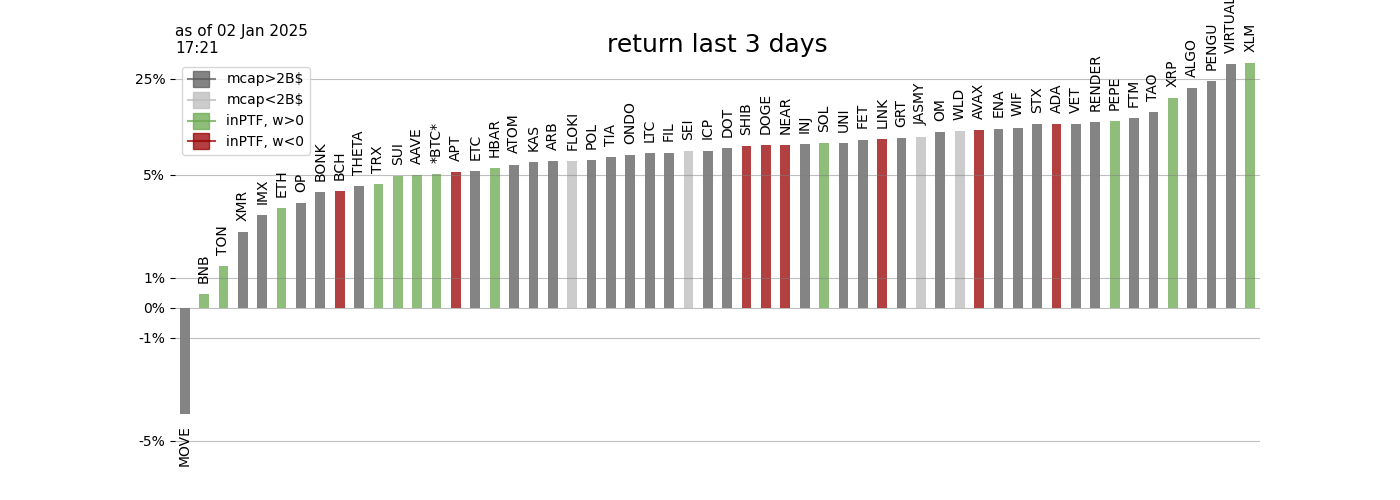 as of 02 Jan 2025
17:21
return last 3 days
mcap>2B$
mcap<2B$
inPTF, w>0
inPTF, w<0
25%
5%
1%
0%
-1%
-5%
MOVE
BNB
TON
XMR
IMX
ETH
OP
BONK
BCH
THETA
TRX
SUI
AAVE
*BTC*
APT
ETC
HBAR
ATOM
KAS
ARB
FLOKI
POL
TIA
ONDO
LTC
FIL
SEI
ICP
DOT
SHIB
DOGE
NEAR
INJ
SOL
UNI
FET
LINK
GRT
JASMY
OM
WLD
AVAX
ENA
WIF
STX
ADA
VET
RENDER
PEPE
FTM
TAO
XRP
ALGO
PENGU
VIRTUAL
XLM